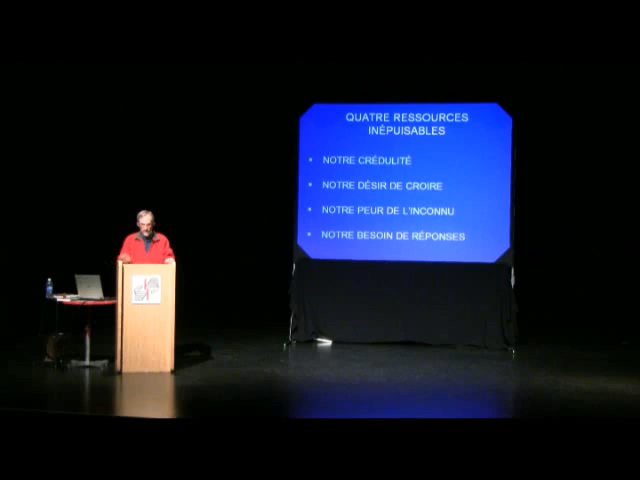 QUATRE RESSOURCES
INÉPUISABLES
• NOTRE CRÉDULITÉ
• NOTRE DÉSIR DE CROIRE
• NOTRE PEUR DE L'INCONNU
• NOTRE BESOIN DE RÉPONSES